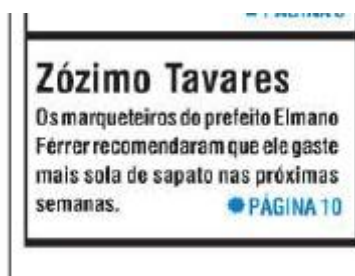 Zózimo Tavares
Os marqueteiros do prefeito Elmano
Férrer recomendaram que ele gaste
mais sola de sapato nas próximas
semanas. ● PÁGINA 10